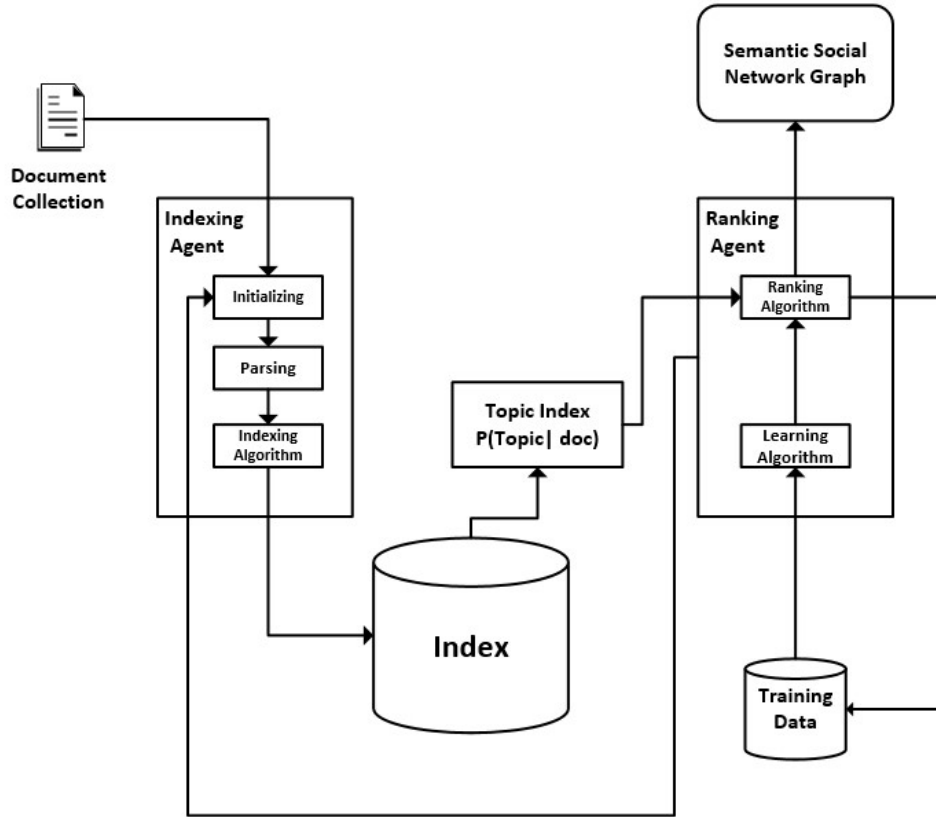 Semantic Social
Network Graph
Document
Collection
Indexing
Agent
Initializing
Parsing
Indexing
Algorithm
Topic Index
P(Topic| doc)
Index
Ranking
Agent
Ranking
Algorithm
Learning
Algorithm
Training
Data